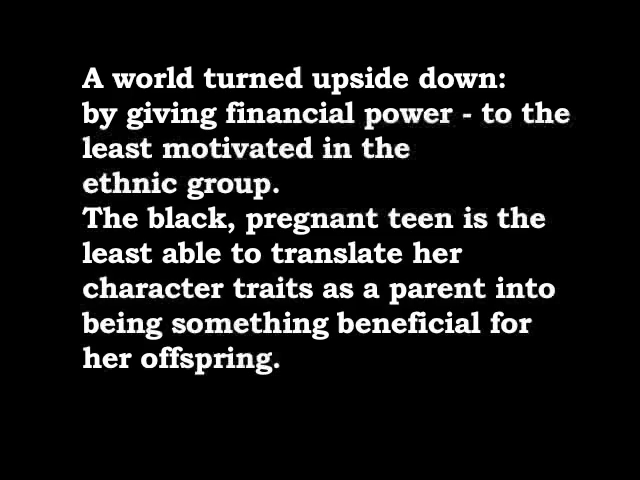 A world turned upside down:
by giving financial power - to the
least motivated in the
ethnic group.
The black, pregnant teen is the
least able to translate her
character traits as a parent into
being something beneficial for
her offspring.